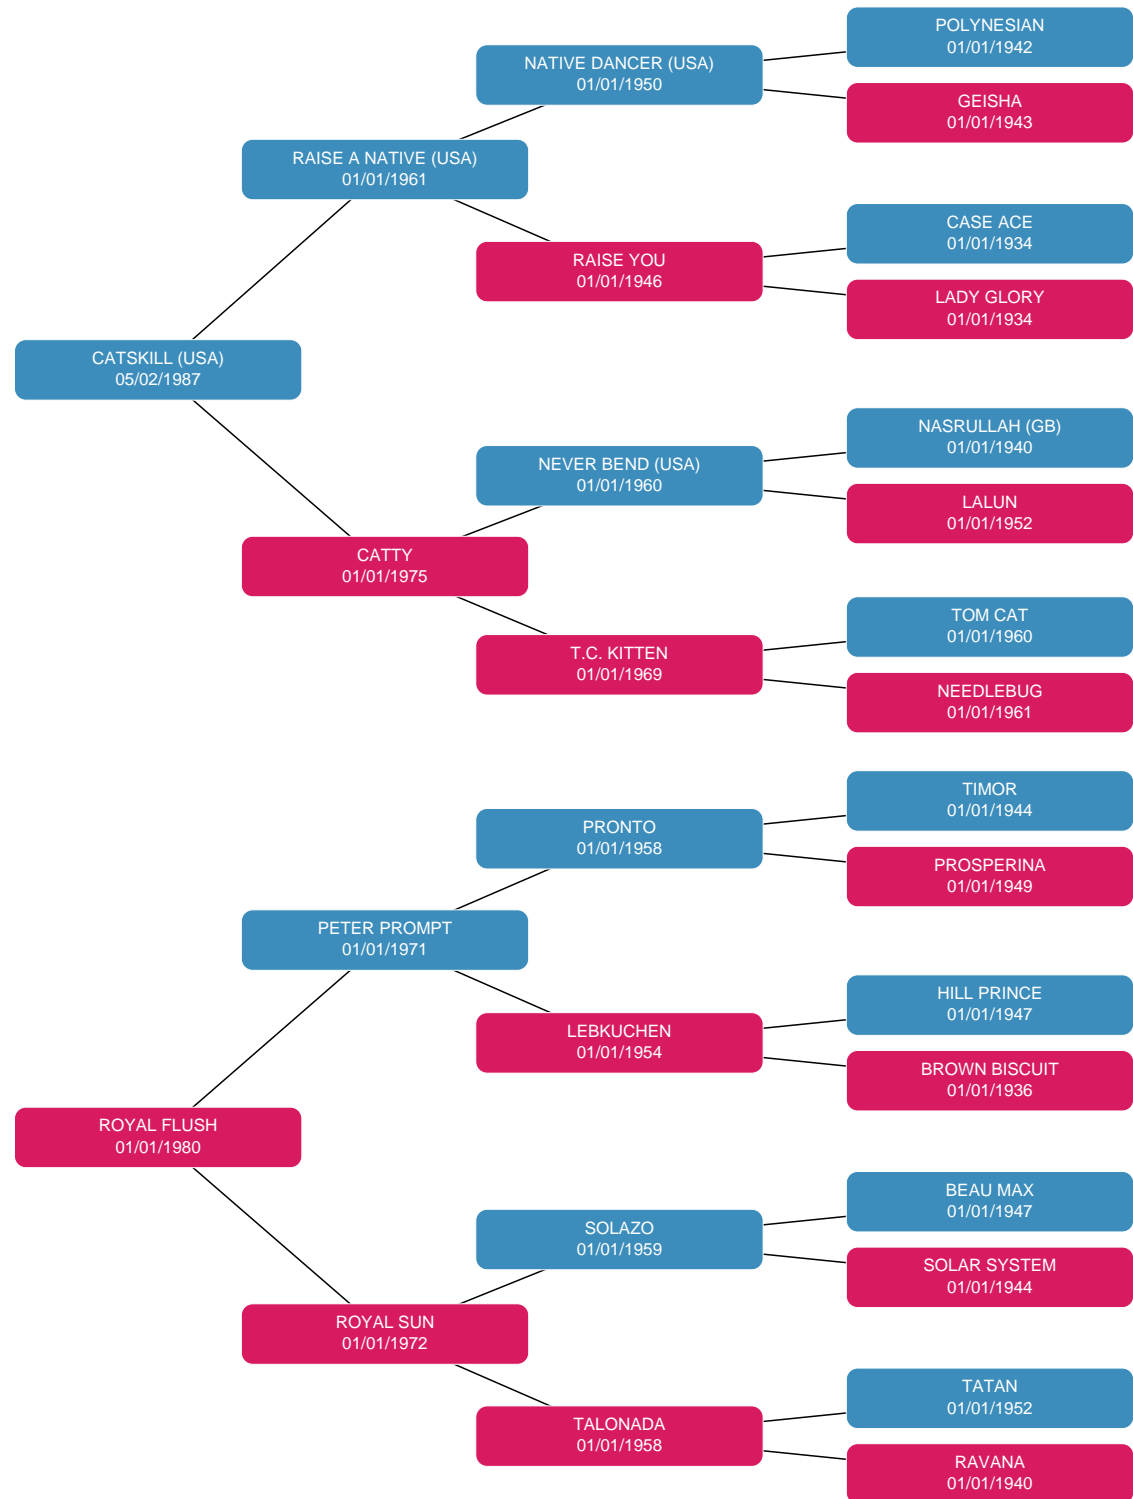 POLYNESIAN
01/01/1942
NATIVE DANCER (USA)
01/01/1950
GEISHA
01/01/1943
RAISE A NATIVE (USA)
01/01/1961
CASE ACE
01/01/1934
RAISE YOU
01/01/1946
LADY GLORY
01/01/1934
CATSKILL (USA)
05/02/1987
NASRULLAH (GB)
01/01/1940
NEVER BEND (USA)
01/01/1960
LALUN
01/01/1952
CATTY
01/01/1975
TOM CAT
01/01/1960
T.C. KITTEN
01/01/1969
NEEDLEBUG
01/01/1961
TIMOR
01/01/1944
PRONTO
01/01/1958
PROSPERINA
01/01/1949
PETER PROMPT
01/01/1971
HILL PRINCE
01/01/1947
LEBKUCHEN
01/01/1954
BROWN BISCUIT
01/01/1936
ROYAL FLUSH
01/01/1980
BEAU MAX
01/01/1947
SOLAZO
01/01/1959
SOLAR SYSTEM
01/01/1944
ROYAL SUN
01/01/1972
TATAN
01/01/1952
TALONADA
01/01/1958
RAVANA
01/01/1940